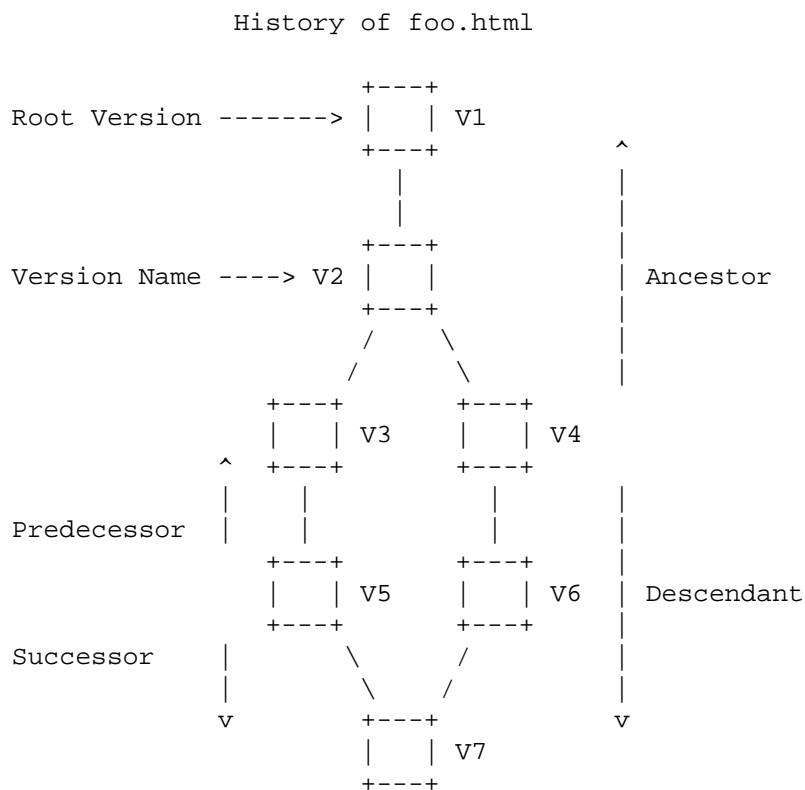 History of foo.html
+---+
Root Version -------> |   | V1
+---+                ^
|                  |
|                  |
+---+                |
Version Name ----> V2 |   |                | Ancestor
+---+                |
/     \               |
/       \              |
+---+       +---+
|   | V3    |   | V4
^  +---+       +---+
|    |           |       |
Predecessor  |    |           |       |
+---+       +---+     |
|   | V5    |   | V6  | Descendant
+---+       +---+     |
Successor    |       \      /         |
|        \    /          |
v        +---+           v
|   | V7
+---+